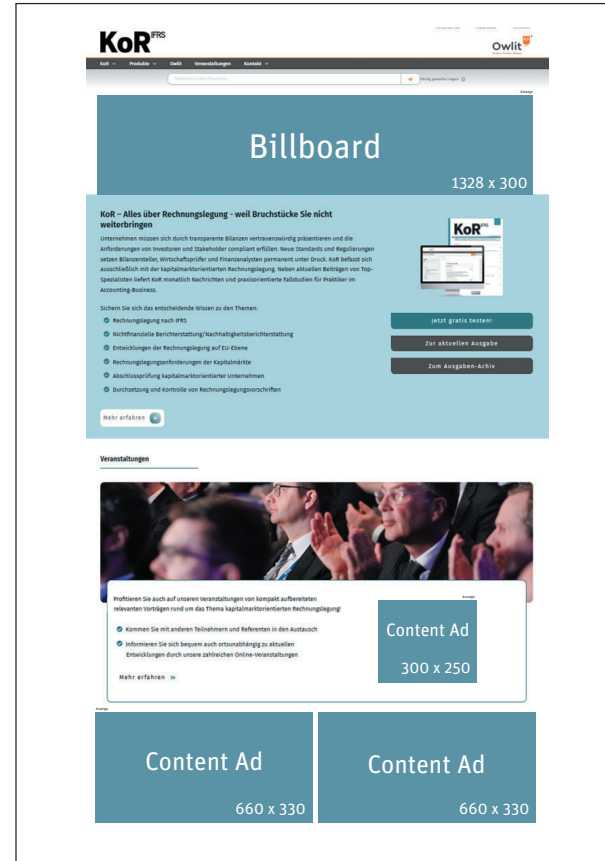 KoR IFRS
Owlit
KoR Produkte Owlit Veranstaltungen Kontakt
Häufig gesuchte Fragen
Anzeige
Billboard
1328 x 300
KoR – Alles über Rechnungslegung - weil Bruchstücke Sie nicht
weiterbringen
Unternehmen müssen sich durch transparente Bilanzen vertrauenswürdig präsentieren und die
Anforderungen von Investoren und Stakeholder compliant erfüllen. Neue Standards und Regulierungen
setzen Bilanzersteller, Wirtschaftsprüfer und Finanzanalysten permanent unter Druck. KoR befasst sich
ausschließlich mit der kapitalmarktorientierten Rechnungslegung. Neben aktuellen Beiträgen von Top-
Spezialisten liefert KoR monatlich Nachrichten und praxisorientierte Fallstudien für Praktiker im
Accounting-Business.
Sichern Sie sich das entscheidende Wissen zu den Themen:
Rechnungslegung nach IFRS
Nichtfinanzielle Berichterstattung/Nachhaltigkeitsberichterstattung
Entwicklungen der Rechnungslegung auf EU-Ebene
Rechnungslegungsanforderungen der Kapitalmärkte
Abschlussprüfung kapitalmarktorientierter Unternehmen
Durchsetzung und Kontrolle von Rechnungslegungsvorschriften
Mehr erfahren
KoR IFRS
Jetzt gratis testen!
Zur aktuellen Ausgabe
Zum Ausgaben-Achiv
Veranstaltungen
Profitieren Sie auch auf unseren Veranstaltungen von kompakt aufbereiteten
relevanten Vorträgen rund um das Thema kapitalmarktorientierten Rechnungslegung!
Kommen Sie mit anderen Teilnehmern und Referenten in den Austausch
Informieren Sie sich bequem auch ortsunabhängig zu aktuellen
Entwicklungen durch unsere zahlreichen Online-Veranstaltungen
Mehr erfahren »
Anzeige
Content Ad
300 x 250
Anzeige
Content Ad
660 x 330
Content Ad
660 x 330